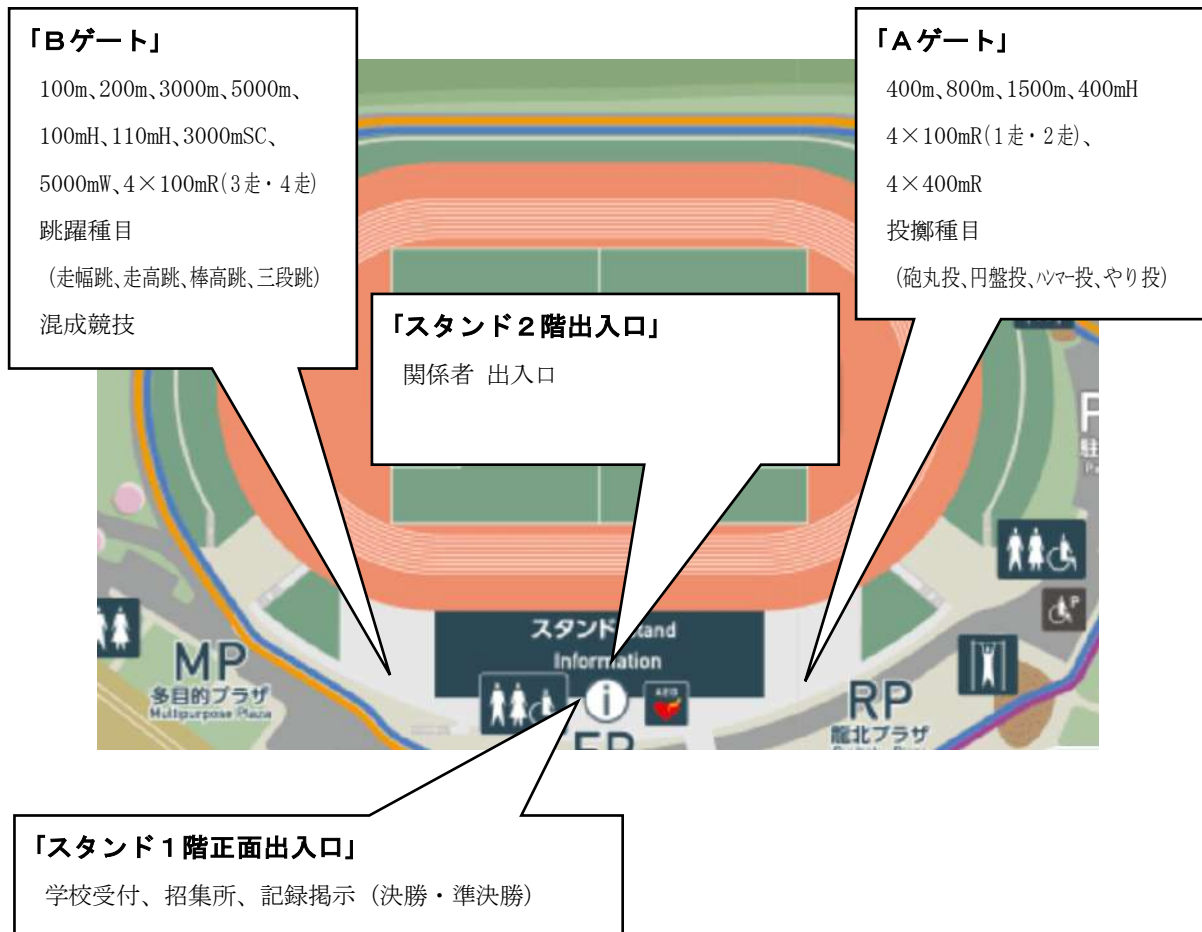 「Bゲート」
100m、200m、3000m、5000m、
100mH、110mH、3000mSC、
5000mW、4×100mR(3走・4走)
跳躍種目
(走幅跳、走高跳、棒高跳、三段跳)
混成競技
「Aゲート」
400m、800m、1500m、400mH
4×100mR(1走・2走)、
4×400mR
投擲種目
(砲丸投、円盤投、ハンマー投、やり投)
「スタンド2階出入口」
関係者 出入口
スタンド
Information
AED
MP
多目的プラザ
Multipurpose Plaza
RP
龍北プラザ
「スタンド1階正面出入口」
学校受付、招集所、記録掲示 (決勝・準決勝)